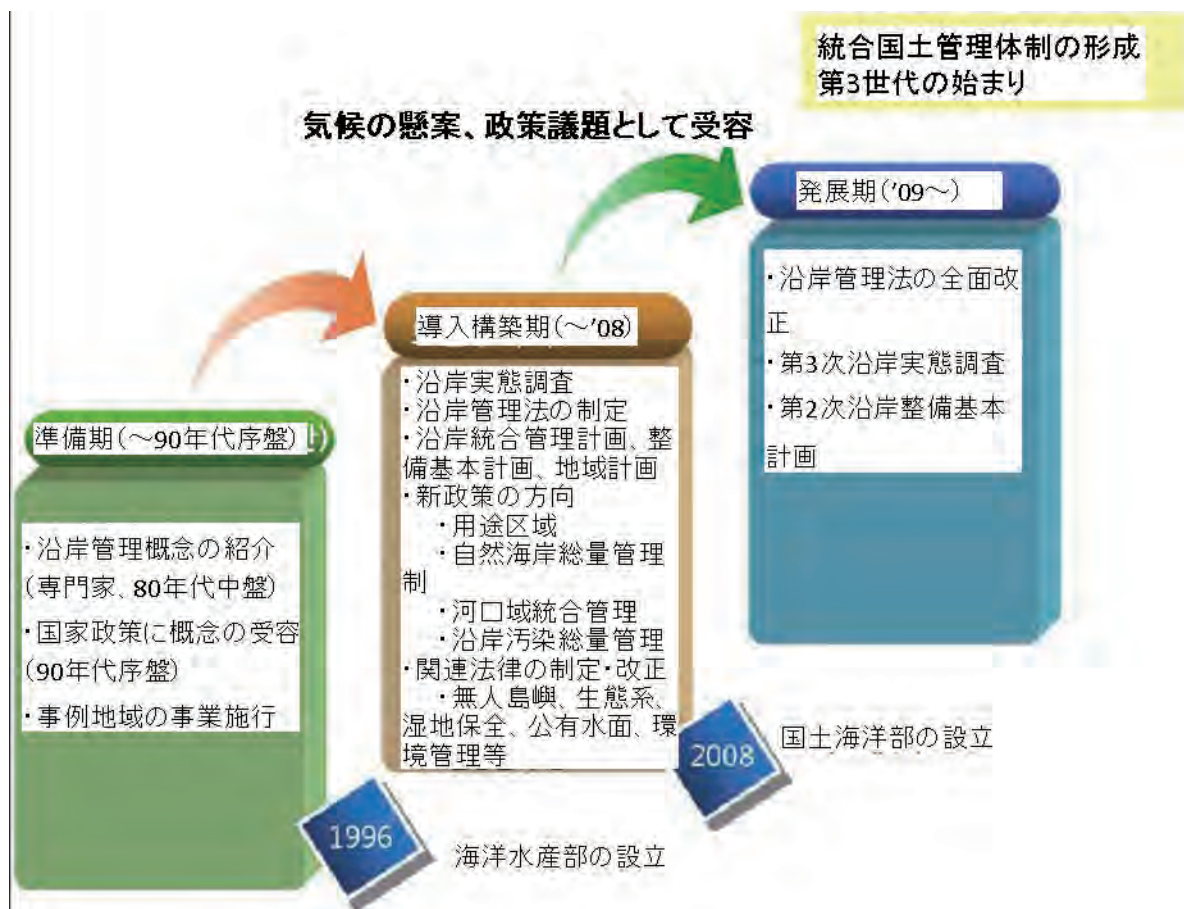 統合国土管理体制の形成
第3世代の始まり
気候の懸案、政策議題として受容
発展期('09～)
・沿岸管理法の全面改
正
・第3次沿岸実態調査
・第2次沿岸整備基本
計画
導入構築期(～'08)
・沿岸実態調査
・沿岸管理法の制定
・沿岸統合管理計画、整
備基本計画、地域計画
・新政策の方向
・用途区域
・自然海岸総量管理
制
・河口域統合管理
・沿岸汚染総量管理
・関連法律の制定・改正
・無人島嶼、生態系、
湿地保全、公有水面、環
境管理等
準備期(～90年代序盤)
・沿岸管理概念の紹介
(専門家、80年代中盤)
・国家政策に概念の受容
(90年代序盤)
・事例地域の事業施行
2008
国土海洋部の設立
1996
海洋水産部の設立